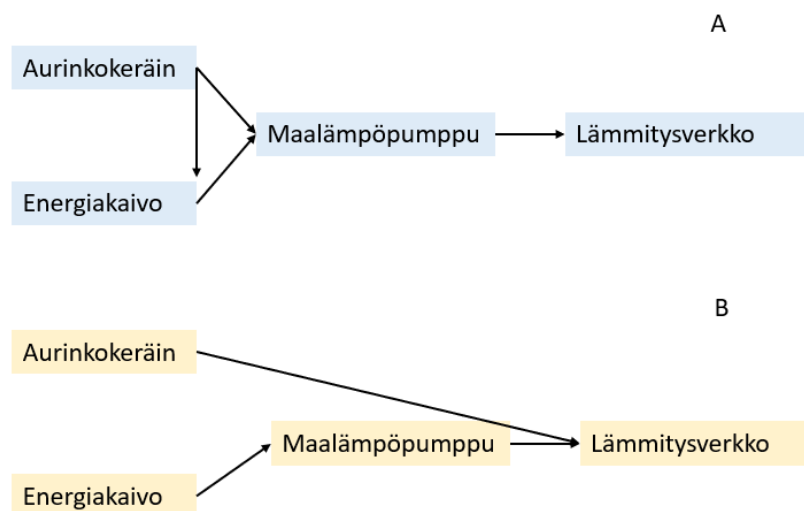 A
Aurinkokeräin
Maalämpöpumppu
Lämmitysverkko
Energiakaivo
B
Aurinkokeräin
Maalämpöpumppu
Lämmitysverkko
Energiakaivo